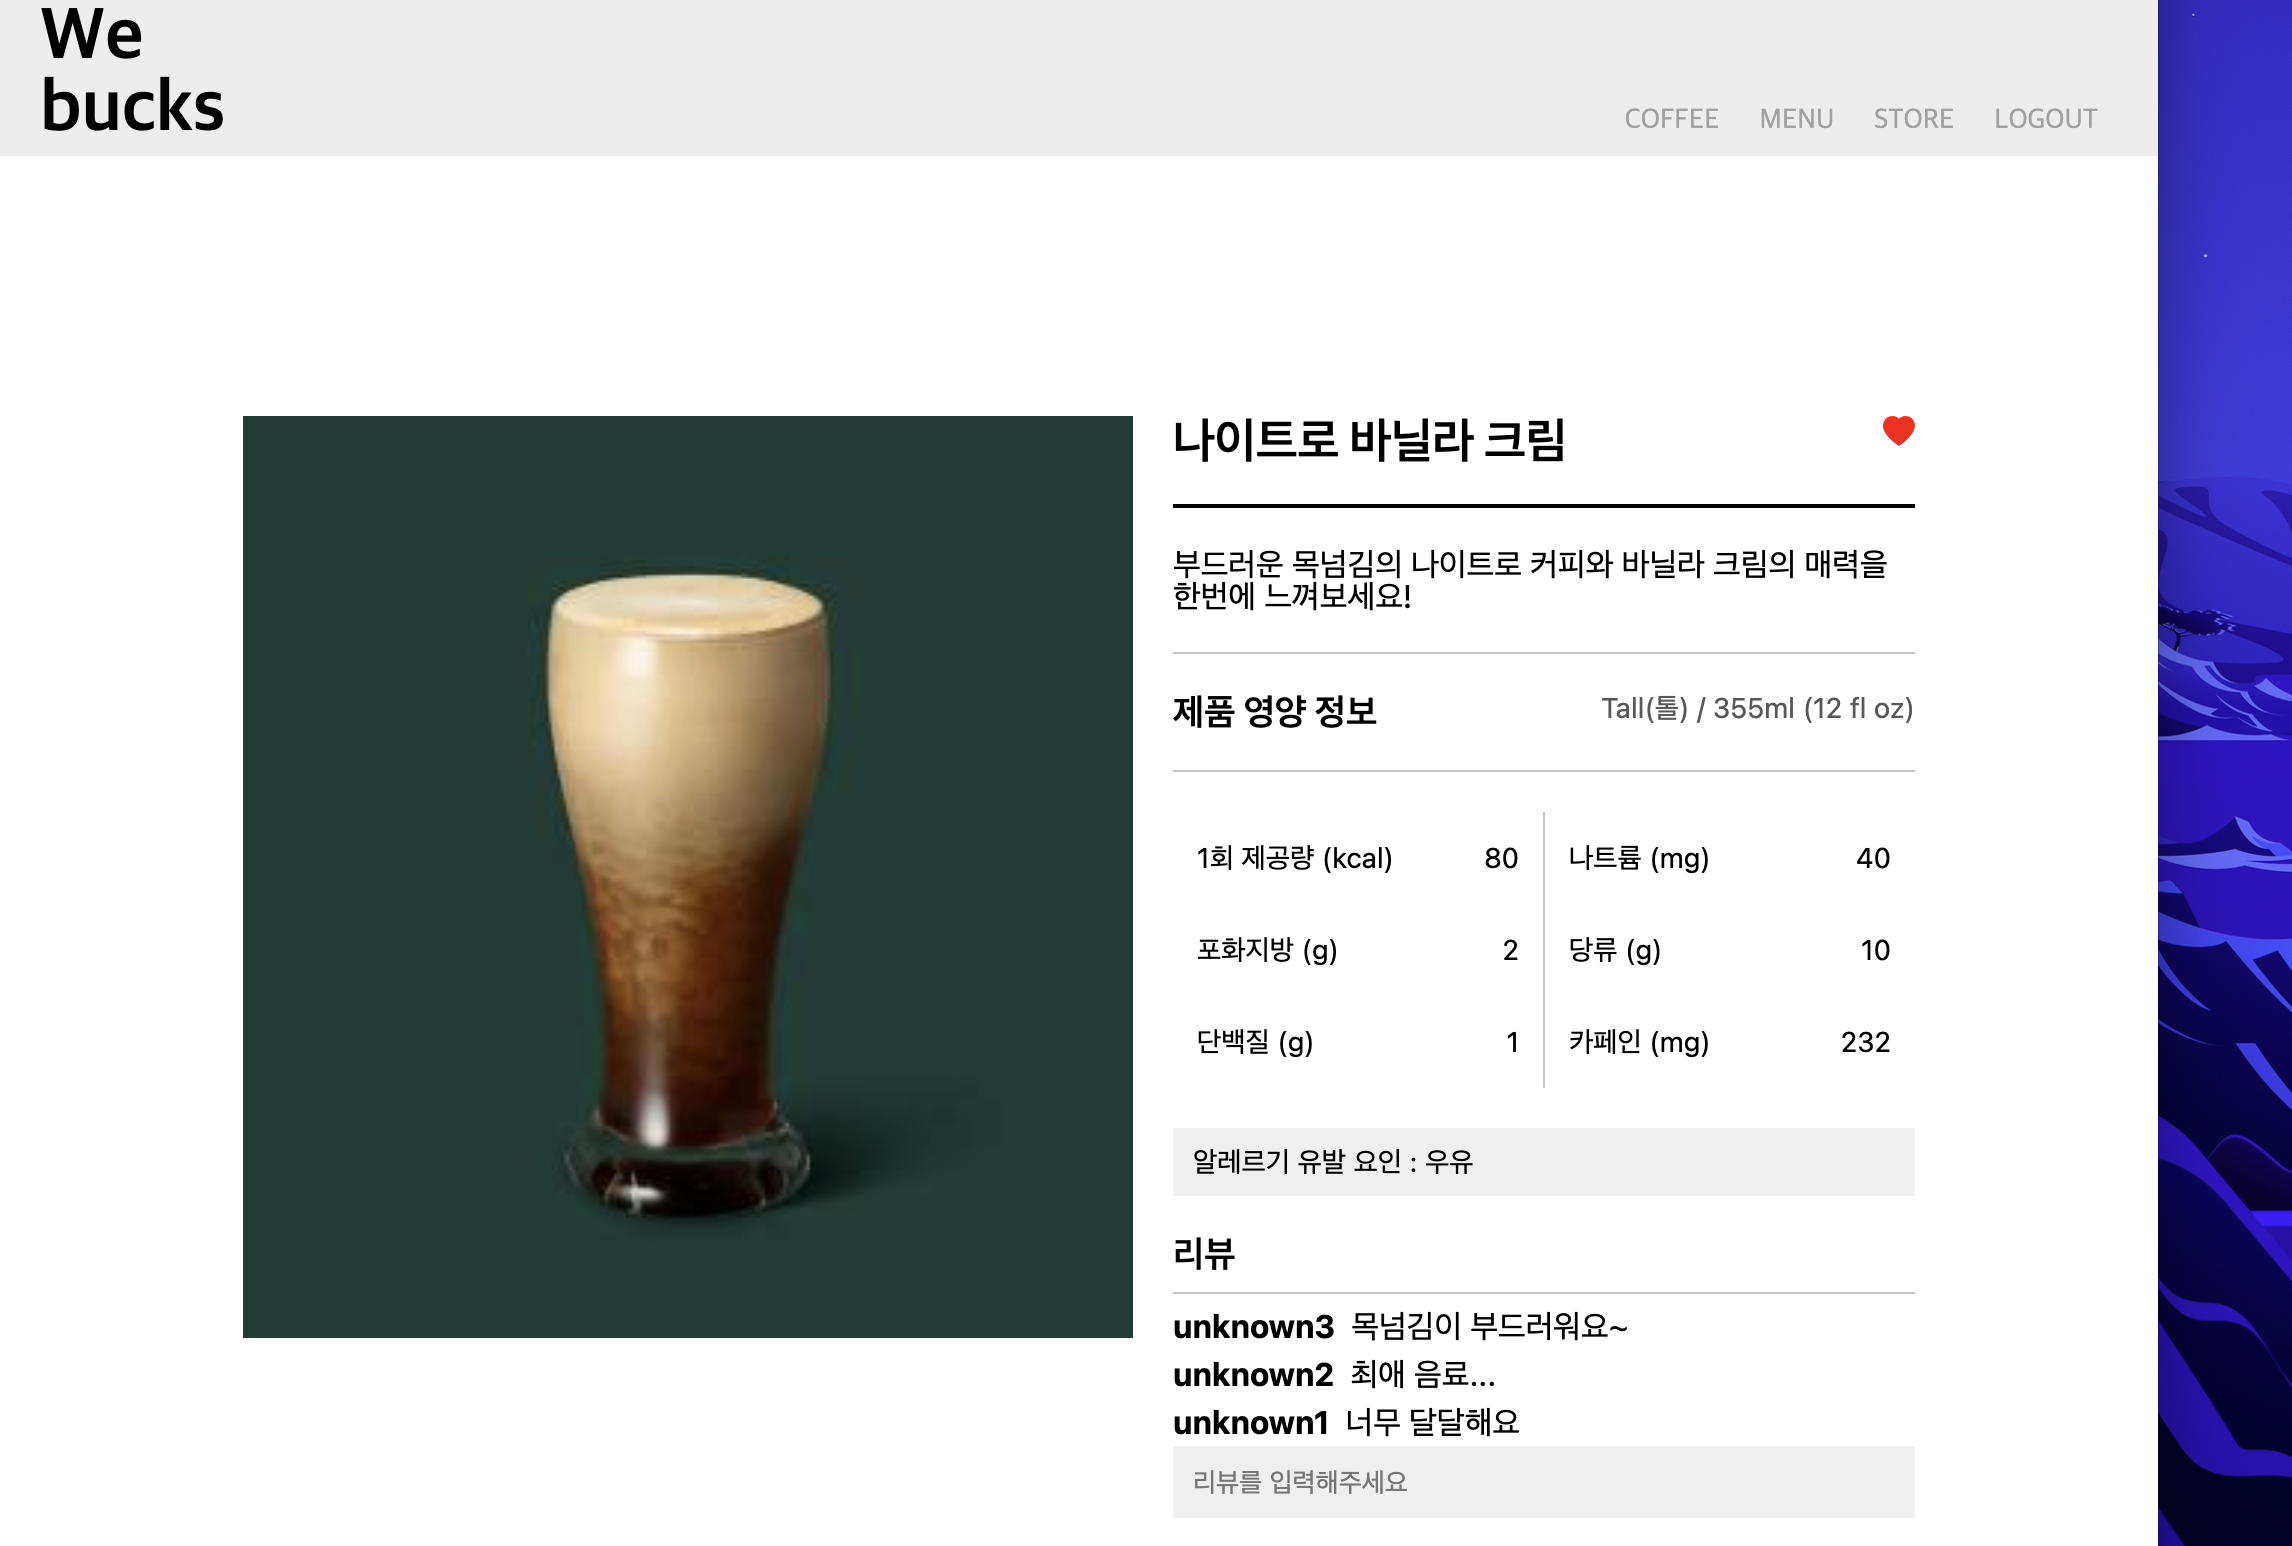 We
bucks
COFFEE MENU STORE LOGOUT
나이트로 바닐라 크림
부드러운 목넘김의 나이트로 커피와 바닐라 크림의 매력을
한번에 느껴보세요!
제품 영양 정보 Tall(톨) / 355ml (12 fl oz)
1회 제공량 (kcal) 80 나트륨 (mg) 40
포화지방 (g) 2 당류 (g) 10
단백질 (g) 1 카페인 (mg) 232
알레르기 유발 요인 : 우유
리뷰
unknown3 목넘김이 부드러워요~
unknown2 최애 음료...
unknown1 너무 달달해요
리뷰를 입력해주세요